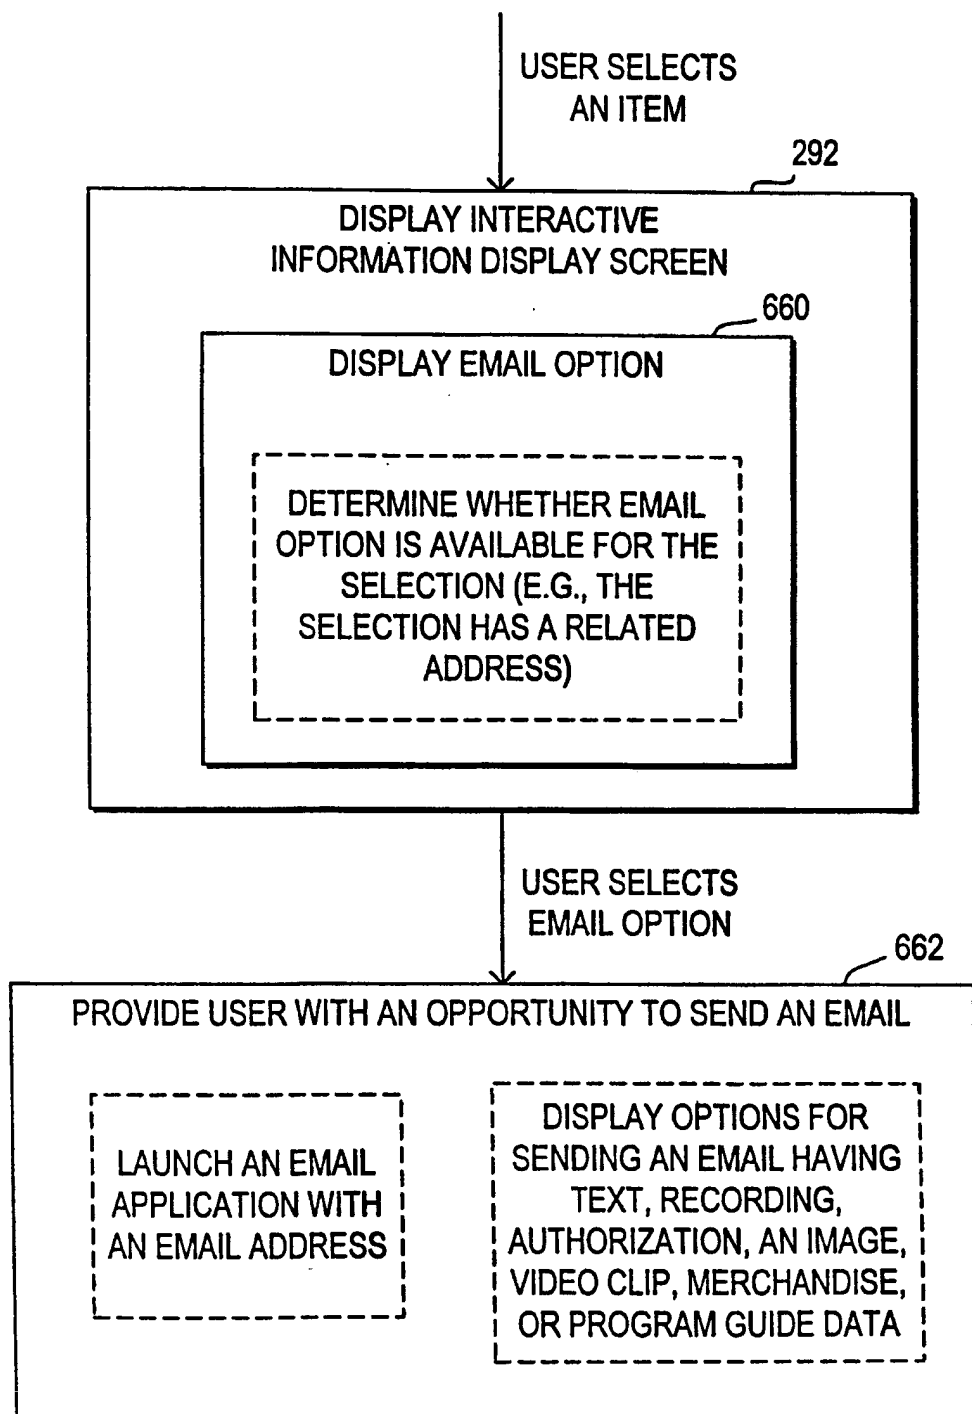 USER SELECTS
AN ITEM
292
DISPLAY INTERACTIVE
INFORMATION DISPLAY SCREEN
660
DISPLAY EMAIL OPTION
DETERMINE WHETHER EMAIL
OPTION IS AVAILABLE FOR THE
SELECTION (E.G., THE
SELECTION HAS A RELATED
ADDRESS)
USER SELECTS
EMAIL OPTION
662
PROVIDE USER WITH AN OPPORTUNITY TO SEND AN EMAIL
LAUNCH AN EMAIL
APPLICATION WITH
AN EMAIL ADDRESS
DISPLAY OPTIONS FOR
SENDING AN EMAIL HAVING
TEXT, RECORDING,
AUTHORIZATION, AN IMAGE,
VIDEO CLIP, MERCHANDISE,
OR PROGRAM GUIDE DATA